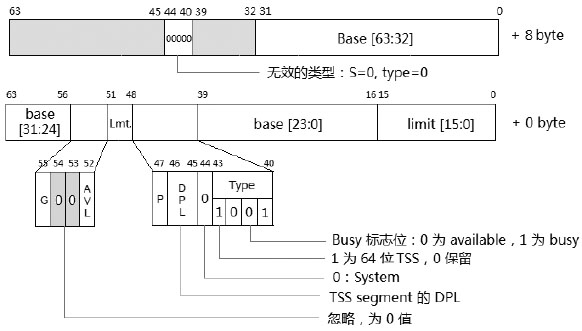 63 45 44 40 39 32 31 0
00000 Base [63:32] + 8 byte
无效的类型：S=0, type=0
63 56 51 48 39 16 15 0
base [31:24] Lmt. base [23:0] limit [15:0] + 0 byte
55 54 53 52 47 46 45 44 43 40
G 0 0 AVL P DPL 0 Type
1 0 0 1
Busy 标志位：0 为 available，1 为 busy
1 为 64 位 TSS，0 保留
0：System
TSS segment 的 DPL
忽略，为 0 值